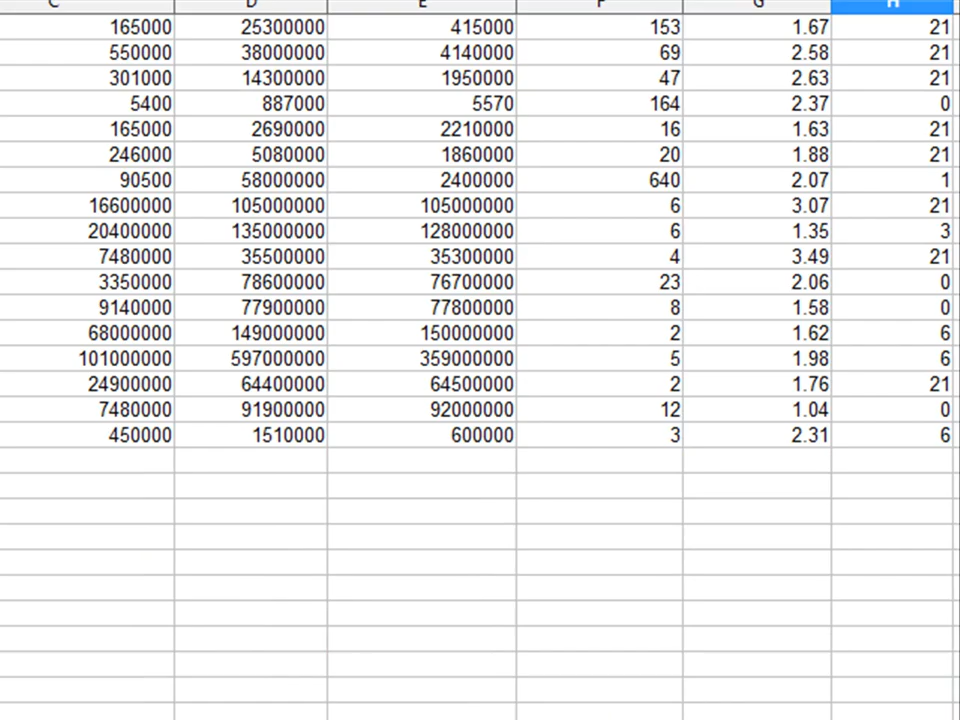 C D E F G H
165000 25300000 415000 153 1.67 21
550000 38000000 4140000 69 2.58 21
301000 14300000 1950000 47 2.63 21
5400 887000 5570 164 2.37 0
165000 2690000 2210000 16 1.63 21
246000 5080000 1860000 20 1.88 21
90500 58000000 2400000 640 2.07 1
16600000 105000000 105000000 6 3.07 21
20400000 135000000 128000000 6 1.35 3
7480000 35500000 35300000 4 3.49 21
3350000 78600000 76700000 23 2.06 0
9140000 77900000 77800000 8 1.58 0
68000000 149000000 150000000 2 1.62 6
101000000 597000000 359000000 5 1.98 6
24900000 64400000 64500000 2 1.76 21
7480000 91900000 92000000 12 1.04 0
450000 1510000 600000 3 2.31 6